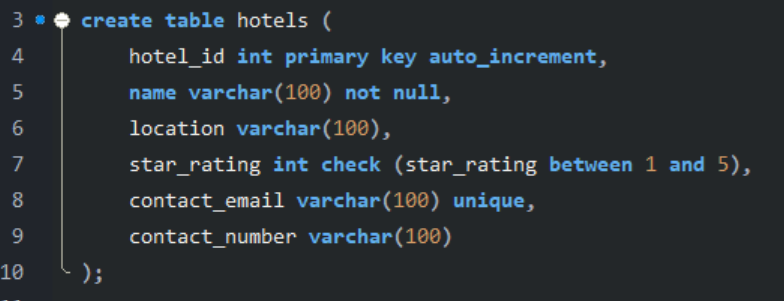 3 create table hotels (
4 hotel_id int primary key auto_increment,
5 name varchar(100) not null,
6 location varchar(100),
7 star_rating int check (star_rating between 1 and 5),
8 contact_email varchar(100) unique,
9 contact_number varchar(100)
10 );